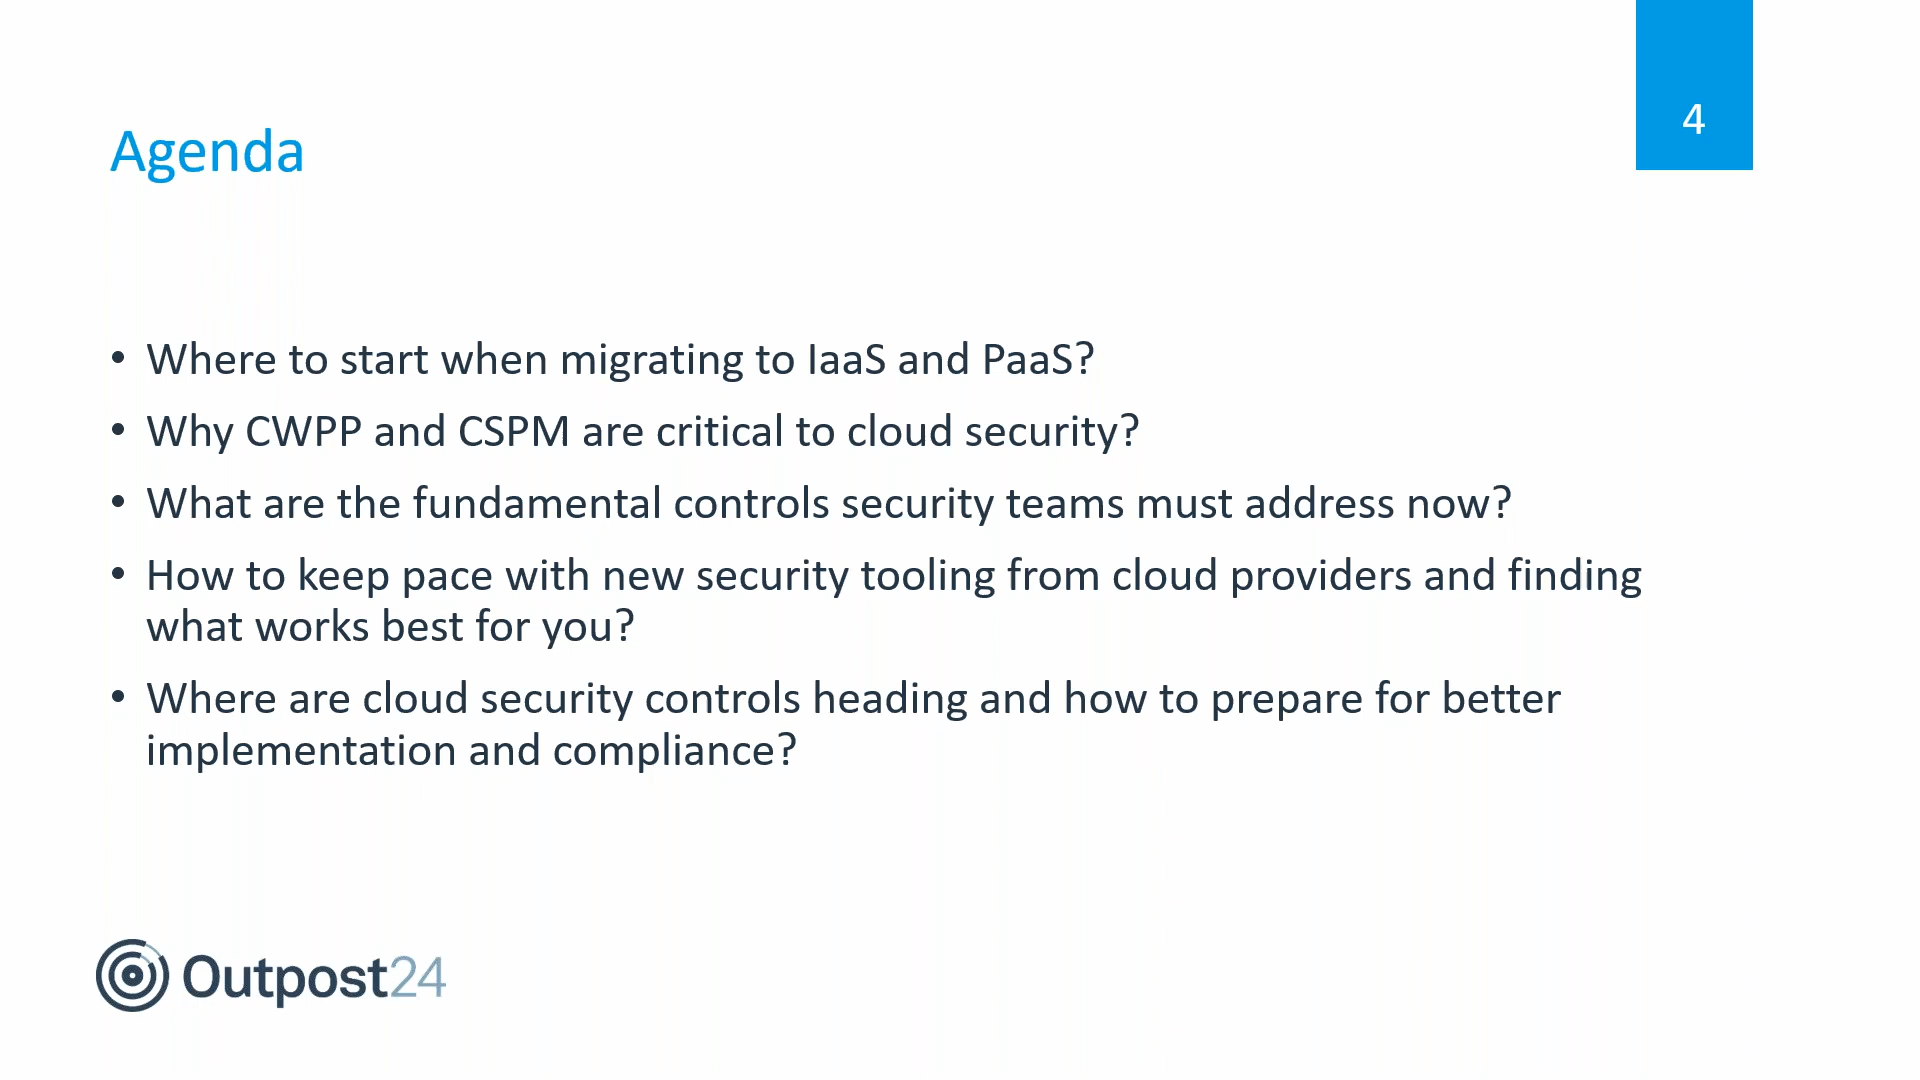 4
Agenda
• Where to start when migrating to IaaS and PaaS?
• Why CWPP and CSPM are critical to cloud security?
• What are the fundamental controls security teams must address now?
• How to keep pace with new security tooling from cloud providers and finding
what works best for you?
• Where are cloud security controls heading and how to prepare for better
implementation and compliance?
Outpost24